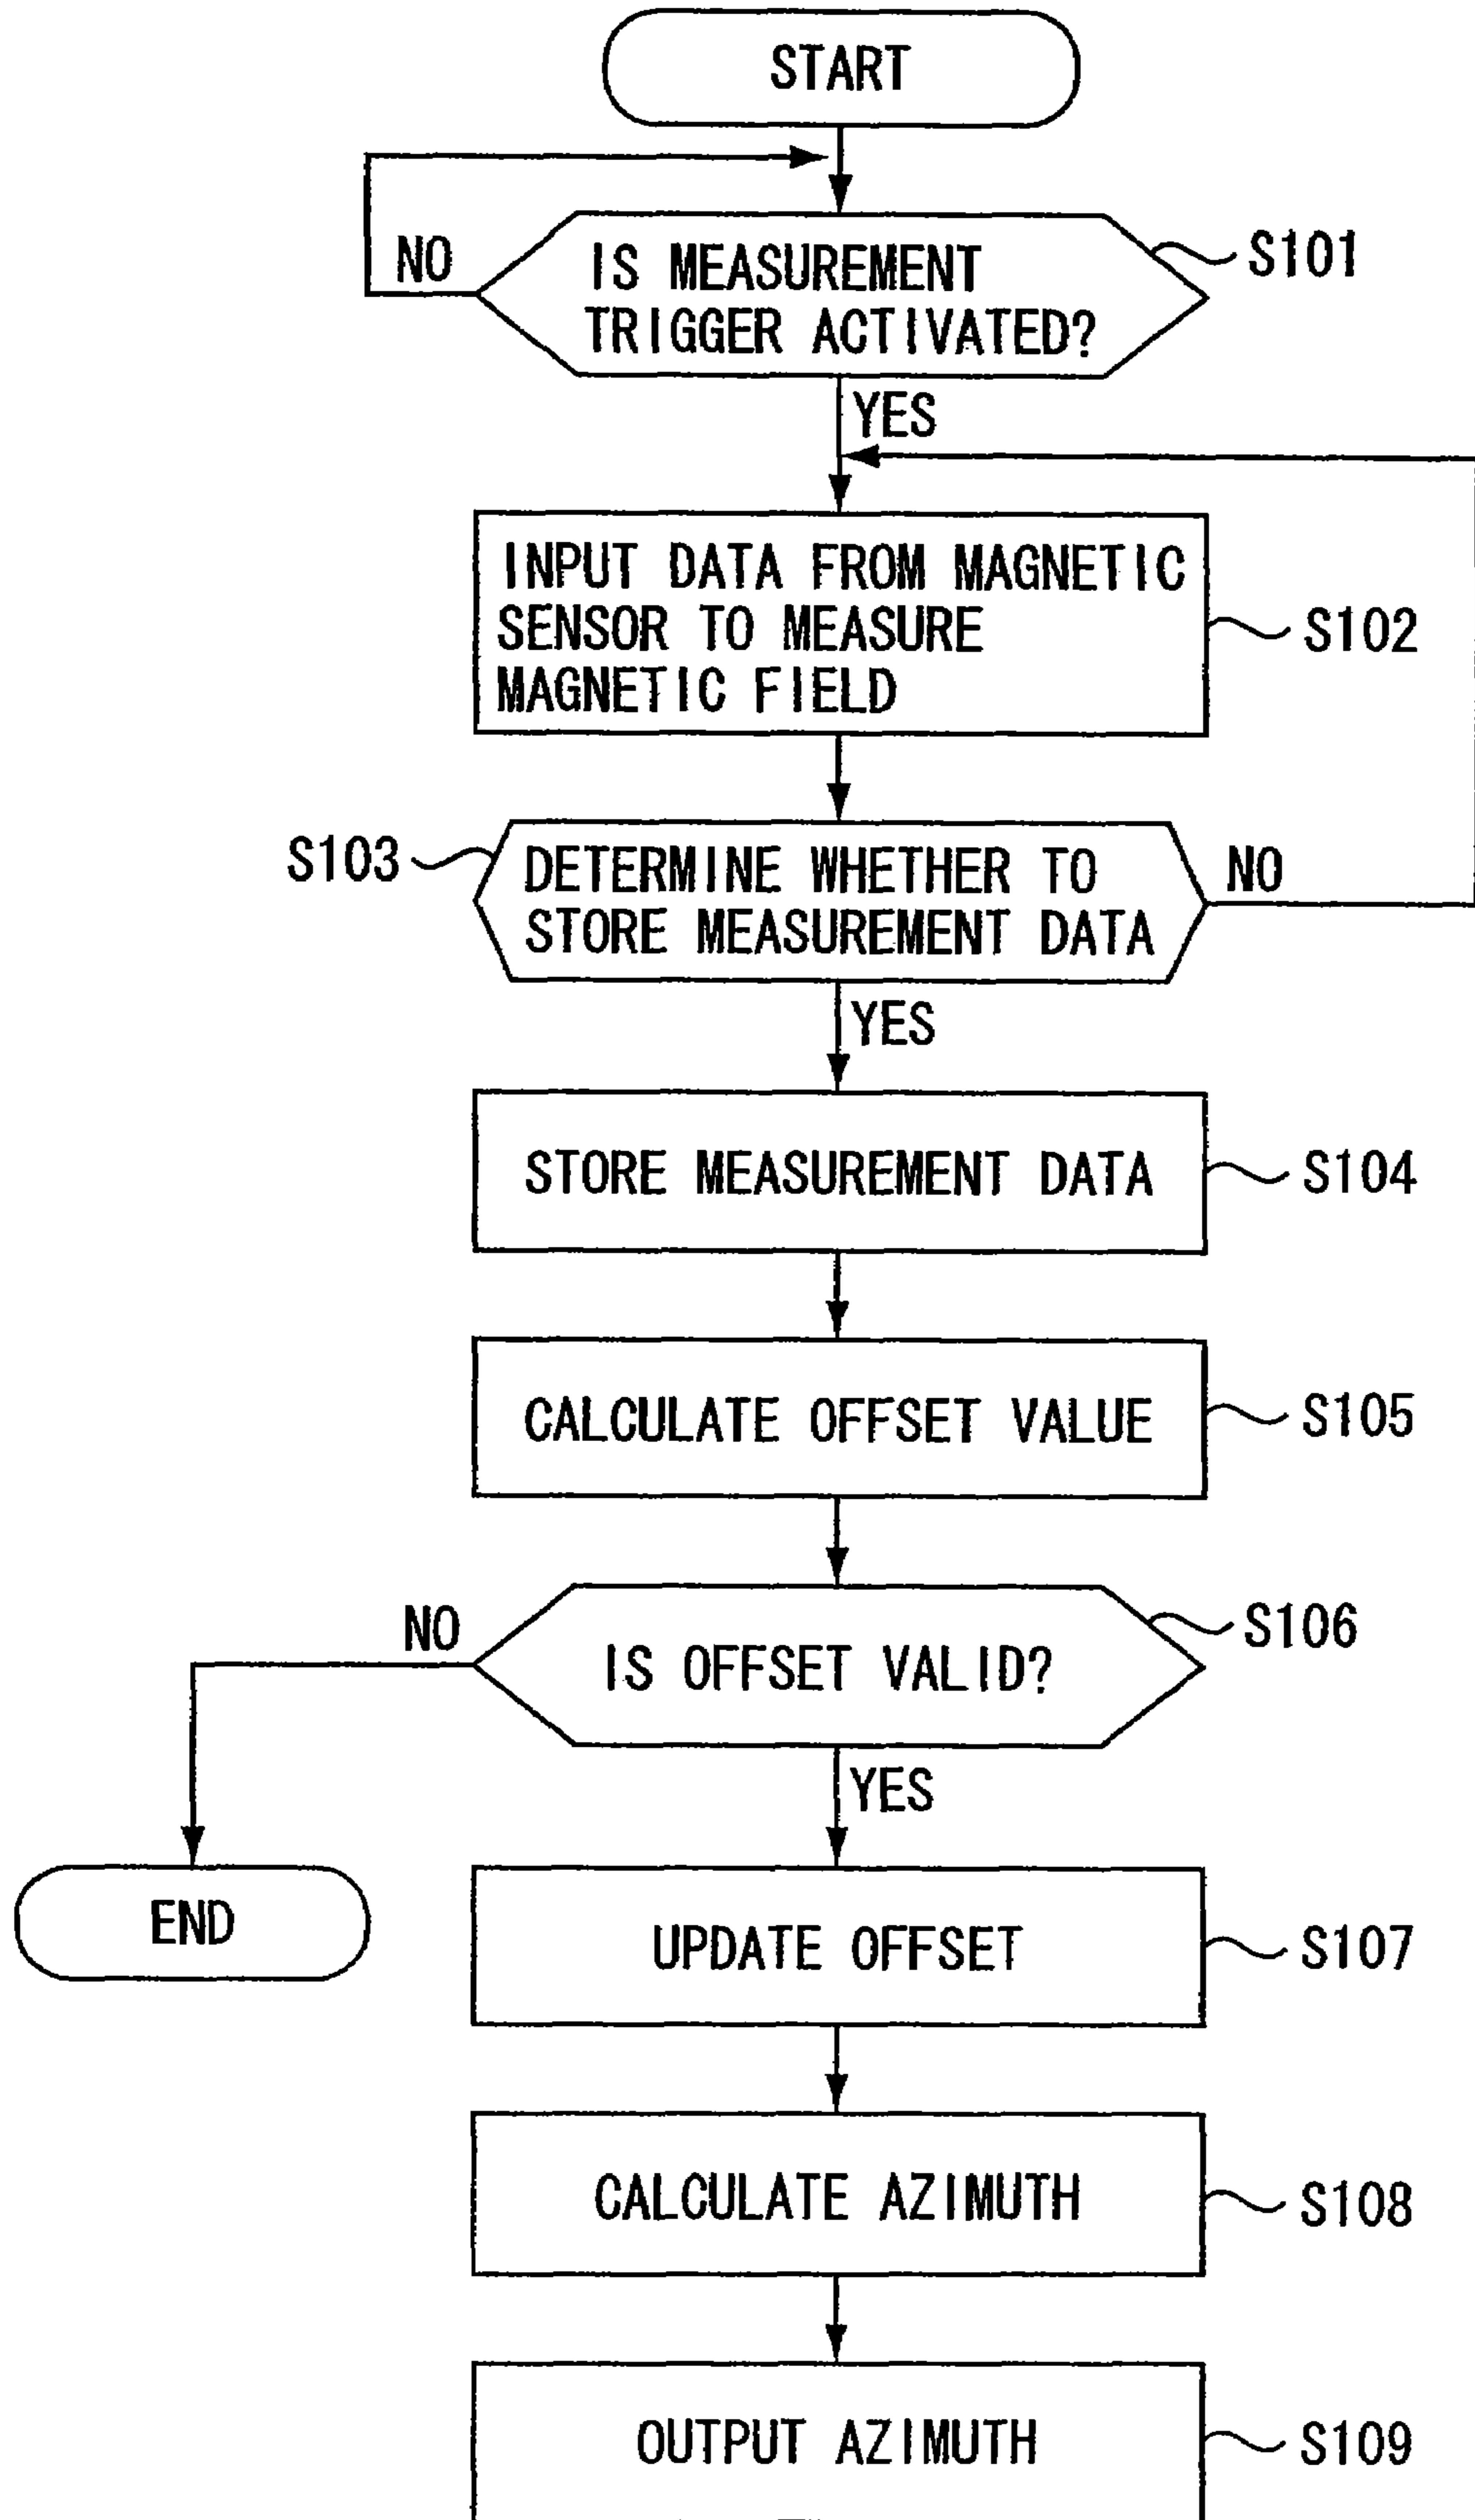 START
NO
IS MEASUREMENT
TRIGGER ACTIVATED?
S101
YES
INPUT DATA FROM MAGNETIC
SENSOR TO MEASURE
MAGNETIC FIELD
S102
S103
DETERMINE WHETHER TO
STORE MEASUREMENT DATA
NO
YES
STORE MEASUREMENT DATA
S104
CALCULATE OFFSET VALUE
S105
NO
IS OFFSET VALID?
S106
YES
END
UPDATE OFFSET
S107
CALCULATE AZIMUTH
S108
OUTPUT AZIMUTH
S109